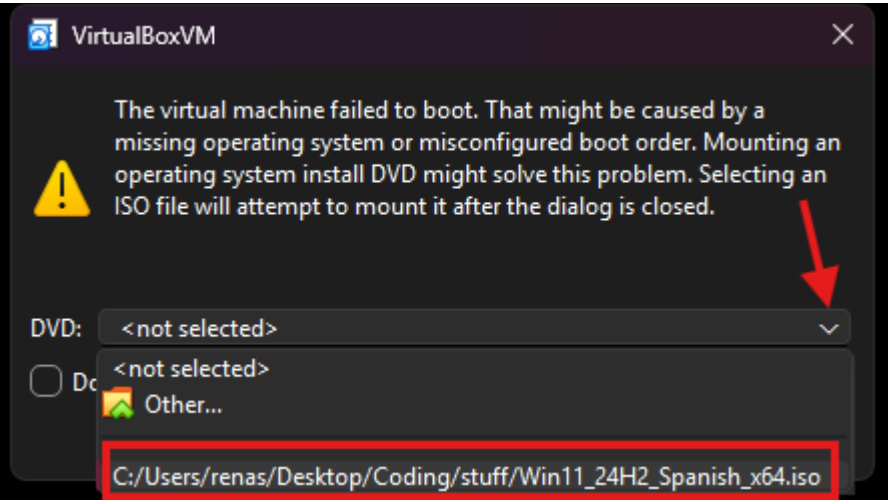 VirtualBoxVM
The virtual machine failed to boot. That might be caused by a
missing operating system or misconfigured boot order. Mounting an
operating system install DVD might solve this problem. Selecting an
ISO file will attempt to mount it after the dialog is closed.
DVD: <not selected>
<not selected>
Other...
C:/Users/renas/Desktop/Coding/stuff/Win11_24H2_Spanish_x64.iso